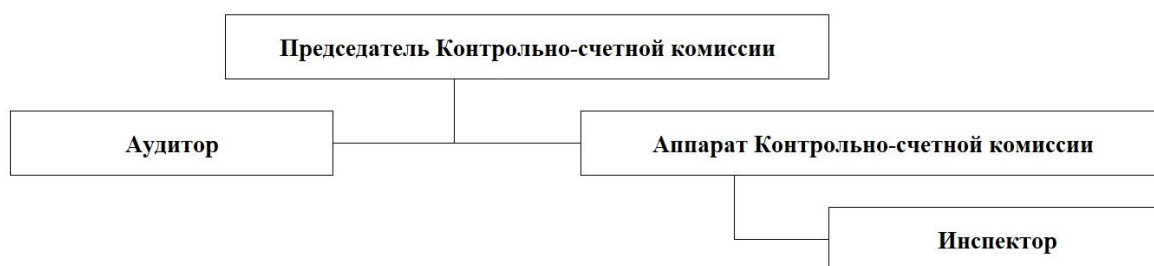 Председатель Контрольно-счетной комиссии
Аудитор
Аппарат Контрольно-счетной комиссии
Инспектор